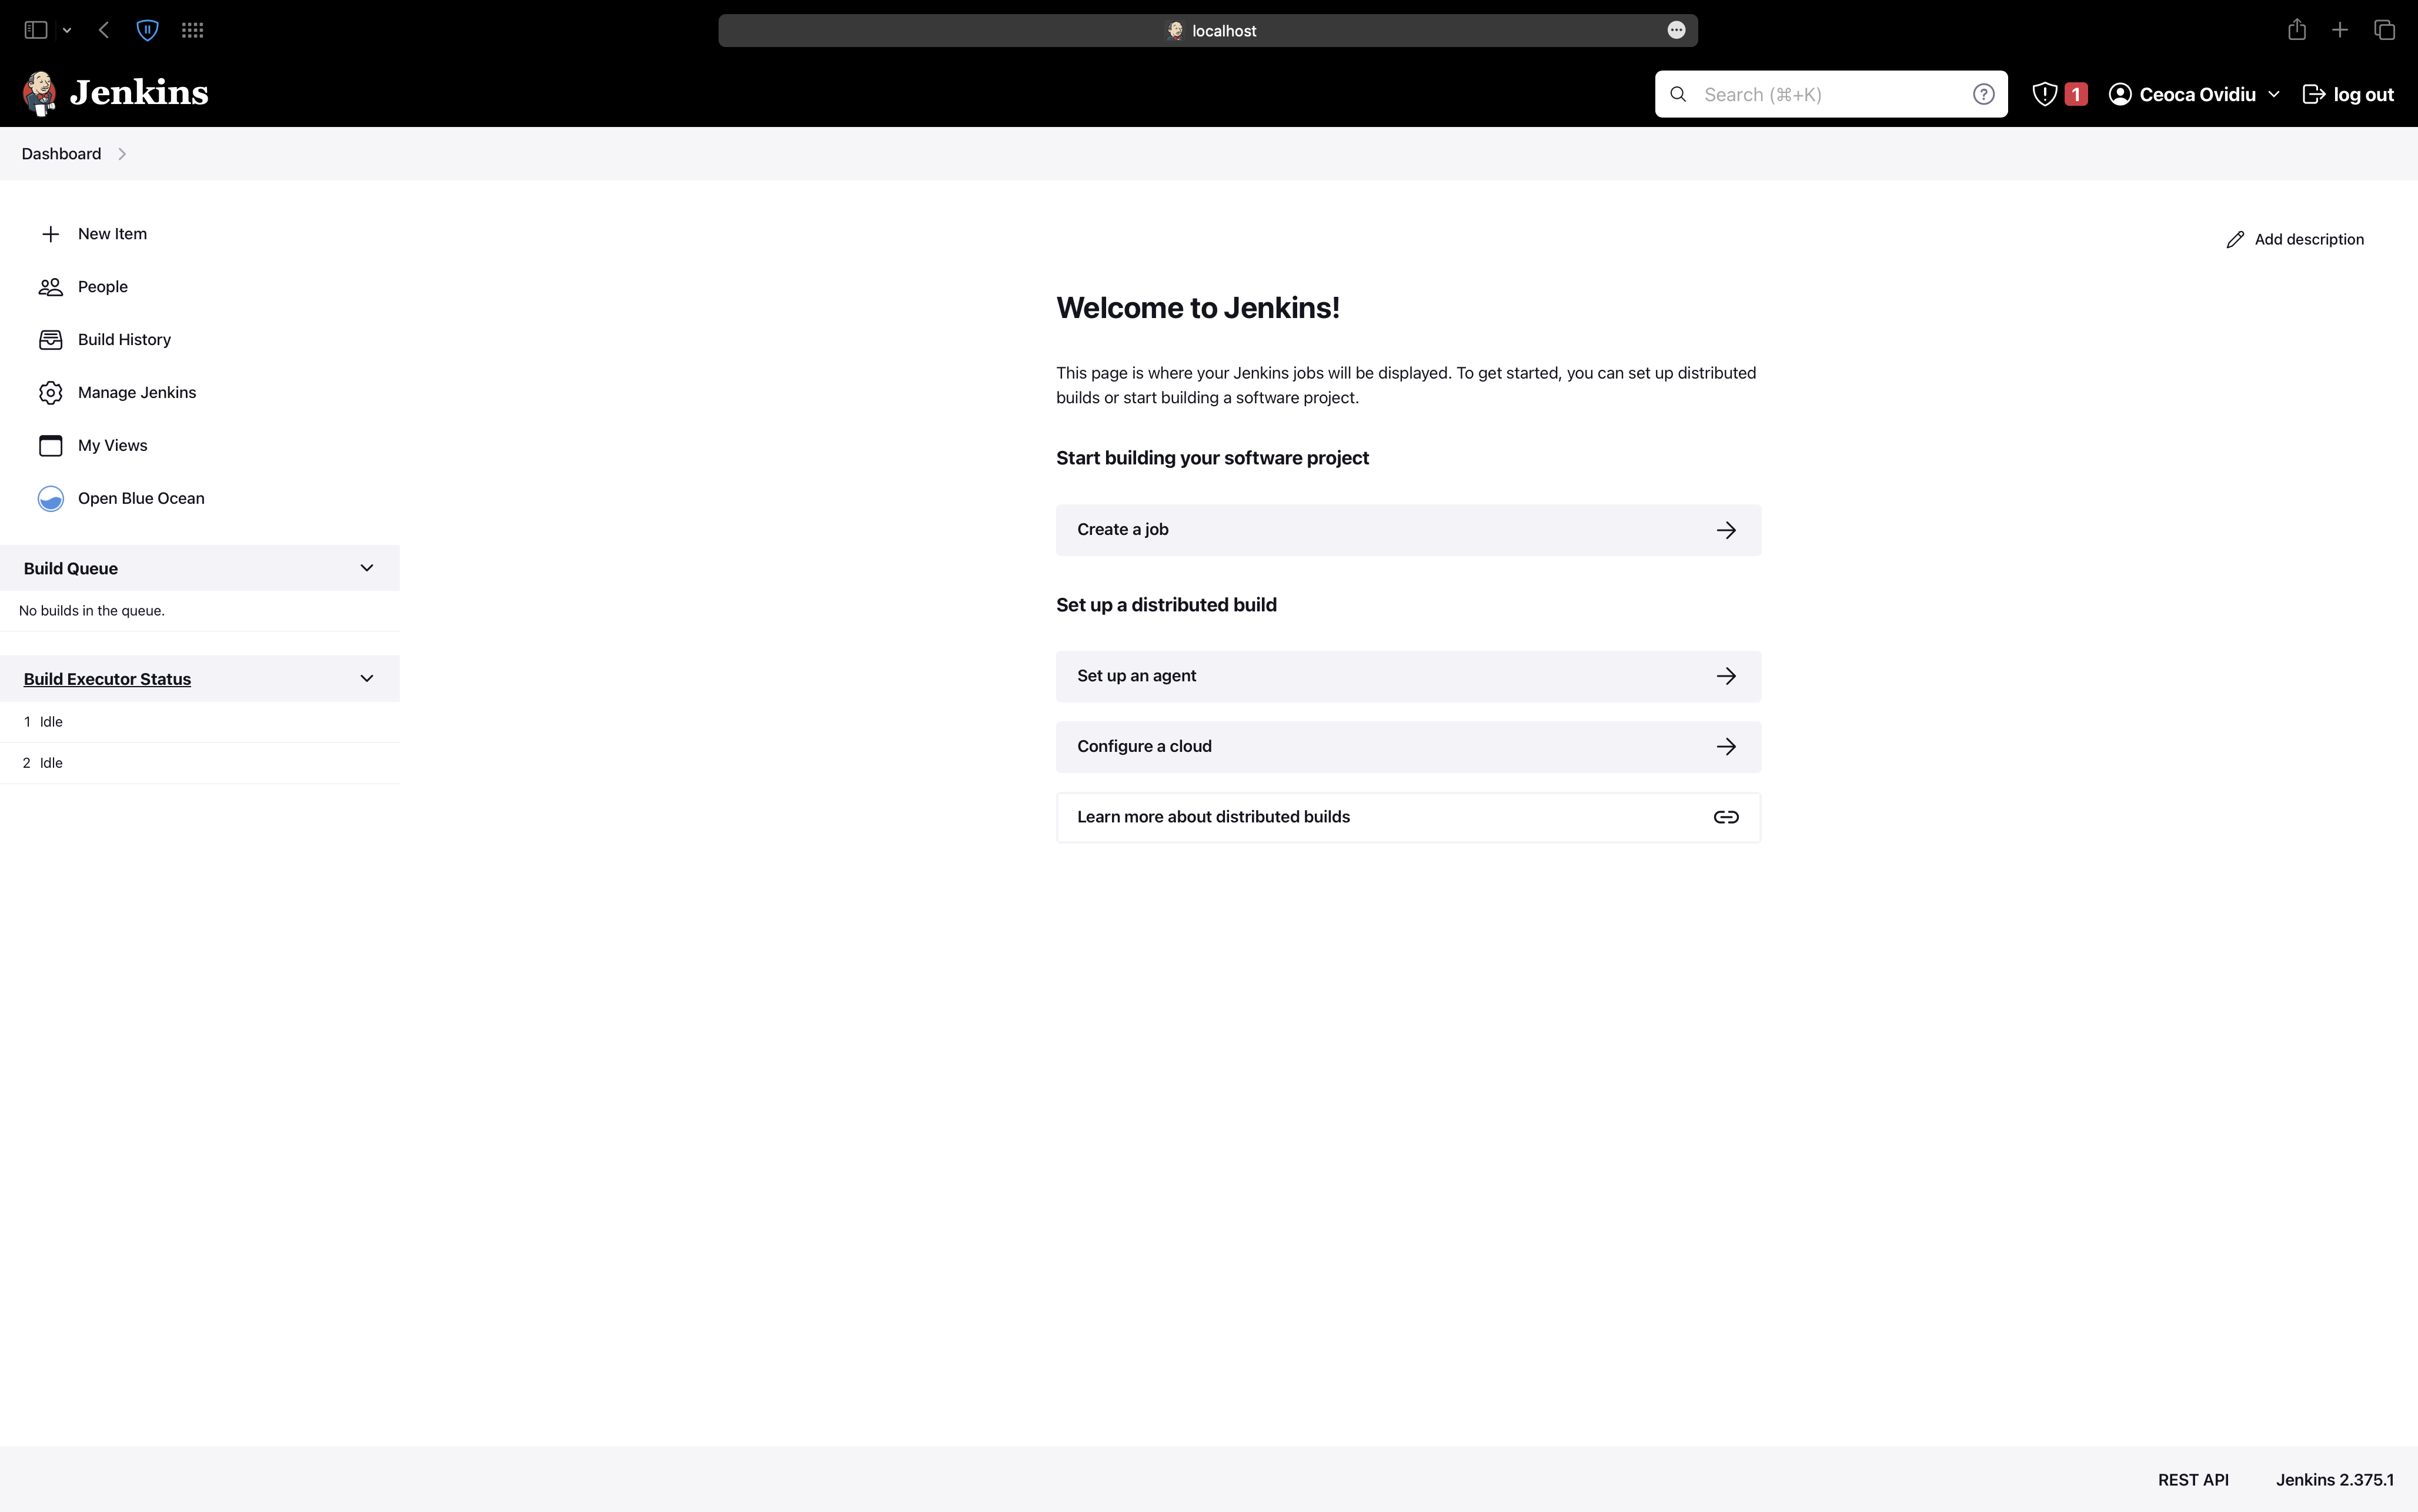 localhost
Jenkins
Search (⌘+K)
1
Ceoca Ovidiu
log out
Dashboard
New Item
People
Build History
Manage Jenkins
My Views
Open Blue Ocean
Build Queue
No builds in the queue.
Build Executor Status
1 Idle
2 Idle
Add description
Welcome to Jenkins!
This page is where your Jenkins jobs will be displayed. To get started, you can set up distributed
builds or start building a software project.
Start building your software project
Create a job
Set up a distributed build
Set up an agent
Configure a cloud
Learn more about distributed builds
REST API
Jenkins 2.375.1